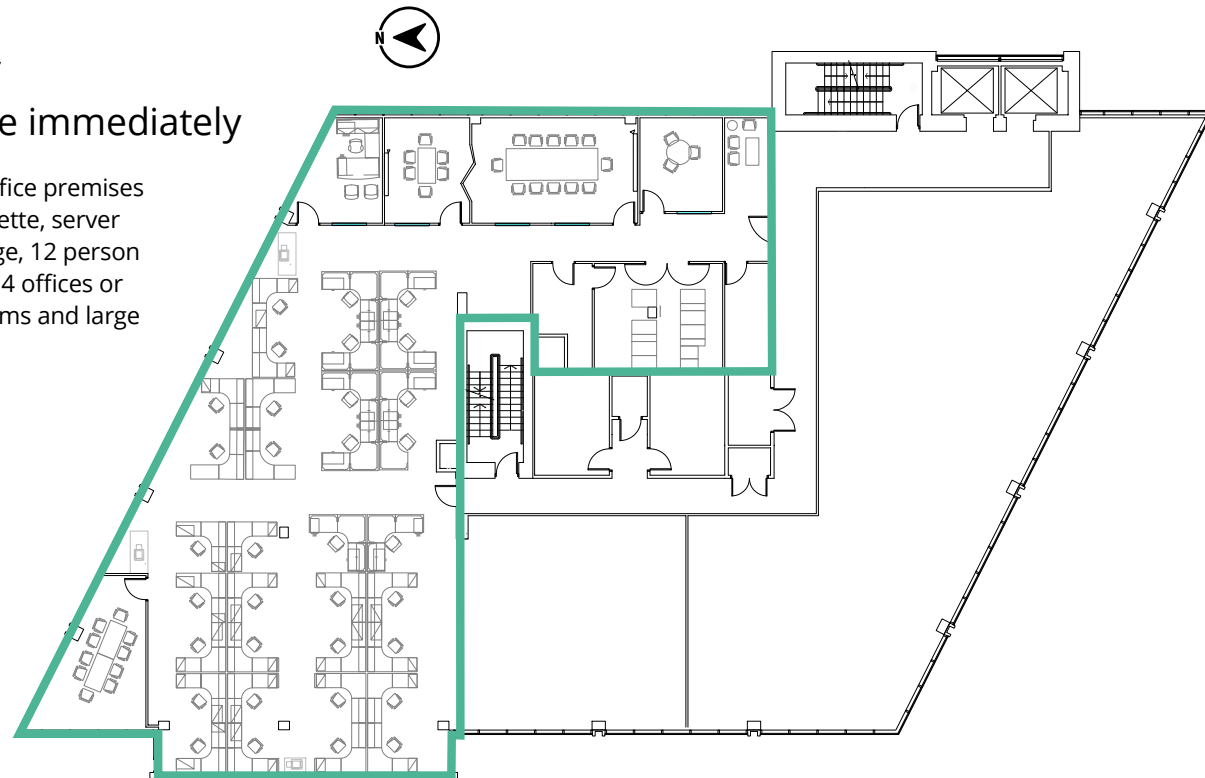 N
e immediately
fice premises
ette, server
ge, 12 person
4 offices or
ms and large